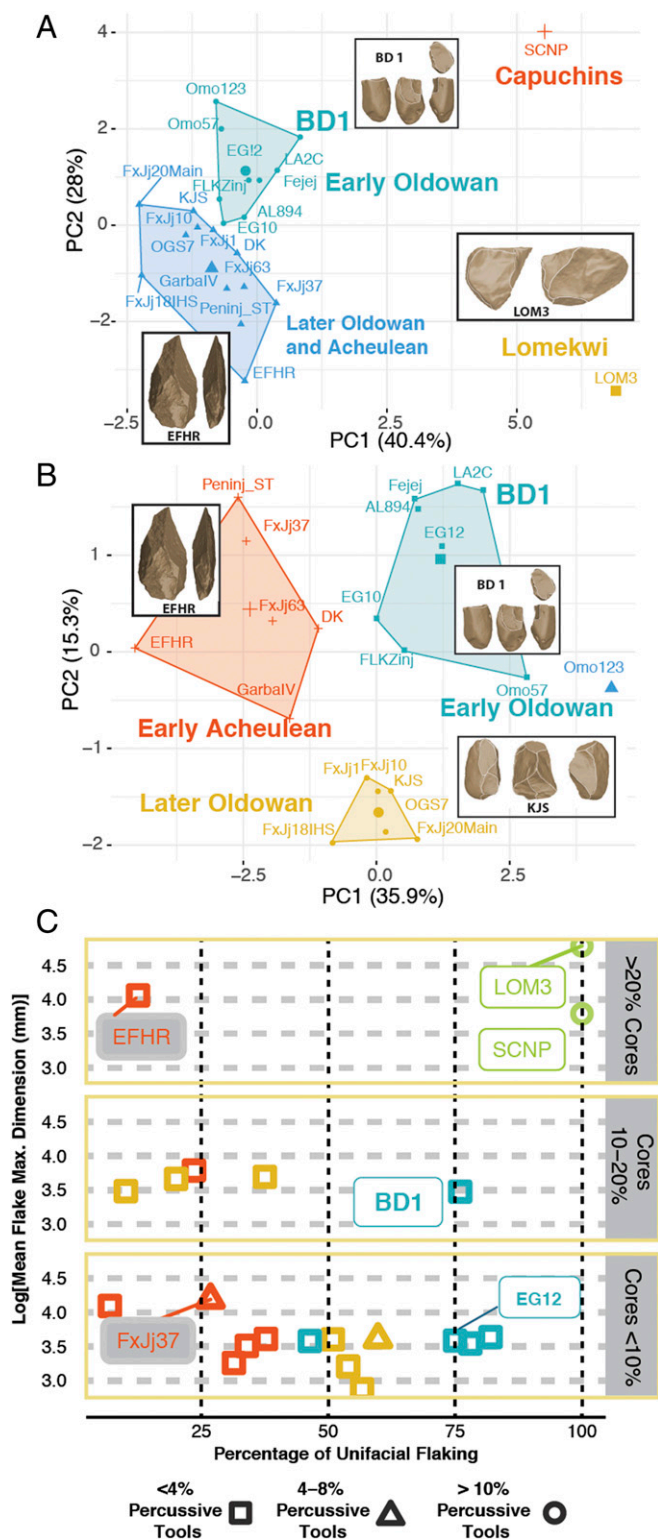 A
4
2
0
−2
PC2 (28%)
BD 1
SCNP
Capuchins
Omo123
Omo57
BD1
EG!2
LA2C
FLKZinj
Fejej
Early Oldowan
FxJj20Main
KJS
AL894
FxJj10
EG10
OGS7
FxJj1
DK
FxJj63
FxJj37
GarbaIV
FxJj18IHS
Peninj_ST
Later Oldowan
and Acheulean
LOM3
Lomekwi
LOM3
EFHR
EFHR
-2.5
0.0
2.5
5.0
PC1 (40.4%)
B
1
0
−1
−2
PC2 (15.3%)
Peninj_ST
LA2C
Fejej
BD1
AL894
FxJj37
EG12
EFHR
BD 1
EG10
FxJj63
DK
EFHR
FLKZinj
Omo123
GarbaIV
Omo57
Early Acheulean
Early Oldowan
FxJj1
FxJj10
KJS
Later Oldowan
OGS7
KJS
FxJj18IHS
FxJj20Main
-2.5
0.0
2.5
PC1 (35.9%)
C
Log[Mean Flake Max. Dimension (mm)]
4.5
4.0
3.5
3.0
LOM3
EFHR
SCNP
>20% Cores
4.5
4.0
3.5
3.0
BD1
Cores
10–20%
4.5
4.0
3.5
3.0
EG12
FxJj37
Cores <10%
25
50
75
100
Percentage of Unifacial Flaking
<4%
Percussive
Tools
4–8%
Percussive
Tools
> 10%
Percussive
Tools